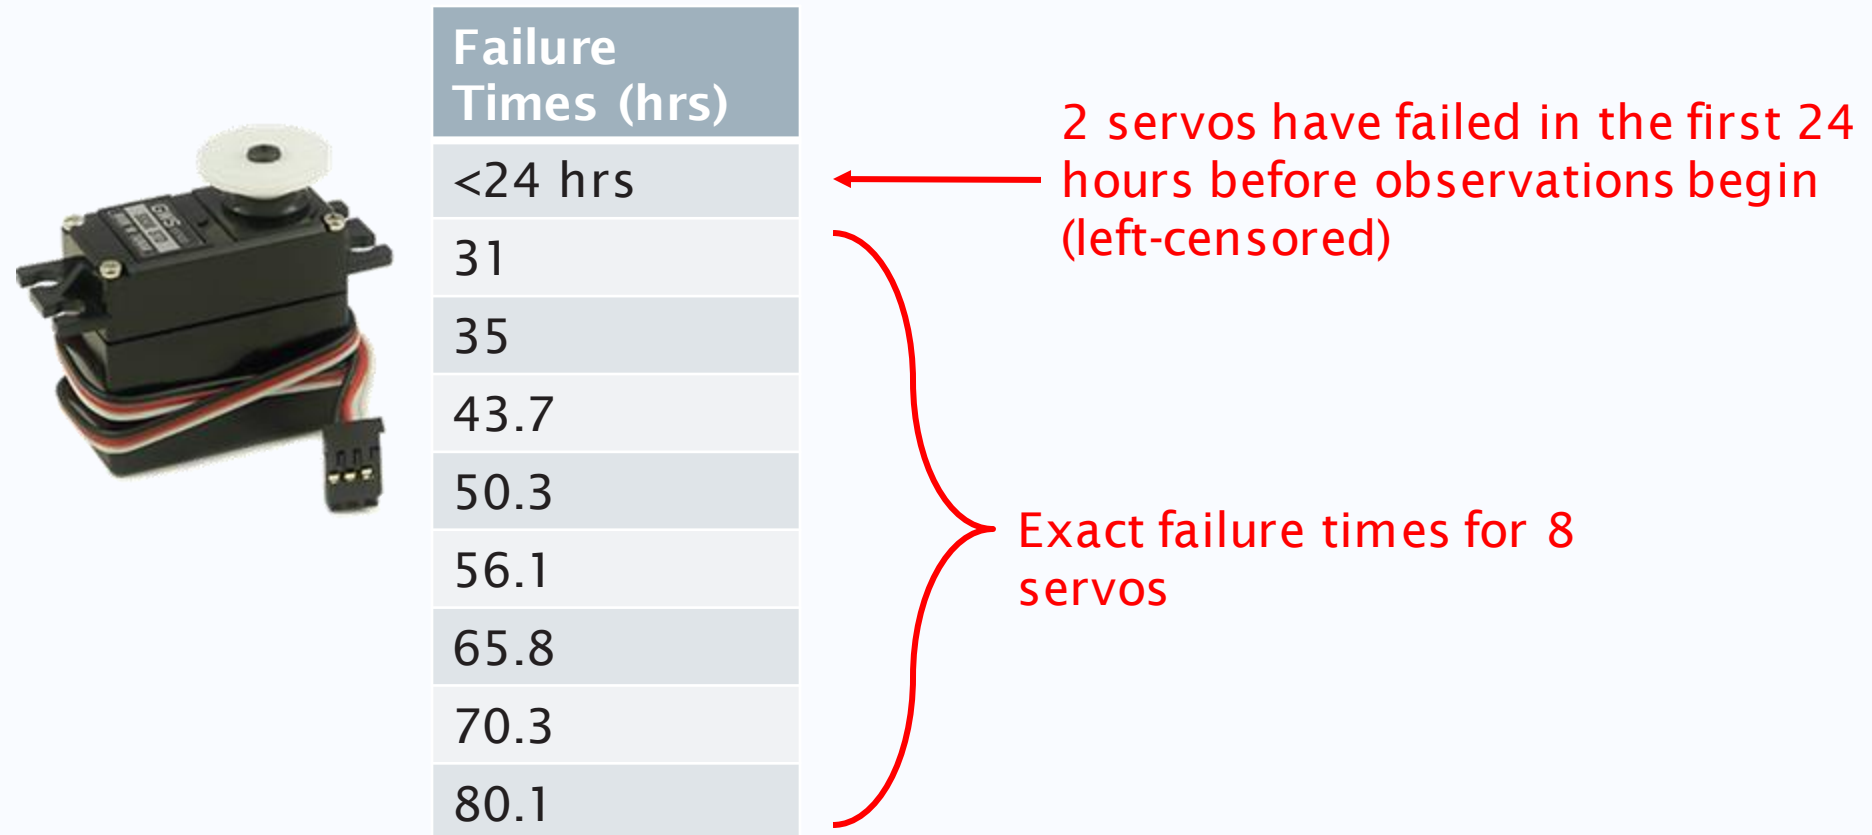 Failure
Times (hrs)
<24 hrs
31
35
43.7
50.3
56.1
65.8
70.3
80.1
2 servos have failed in the first 24
hours before observations begin
(left-censored)
Exact failure times for 8
servos
GWS